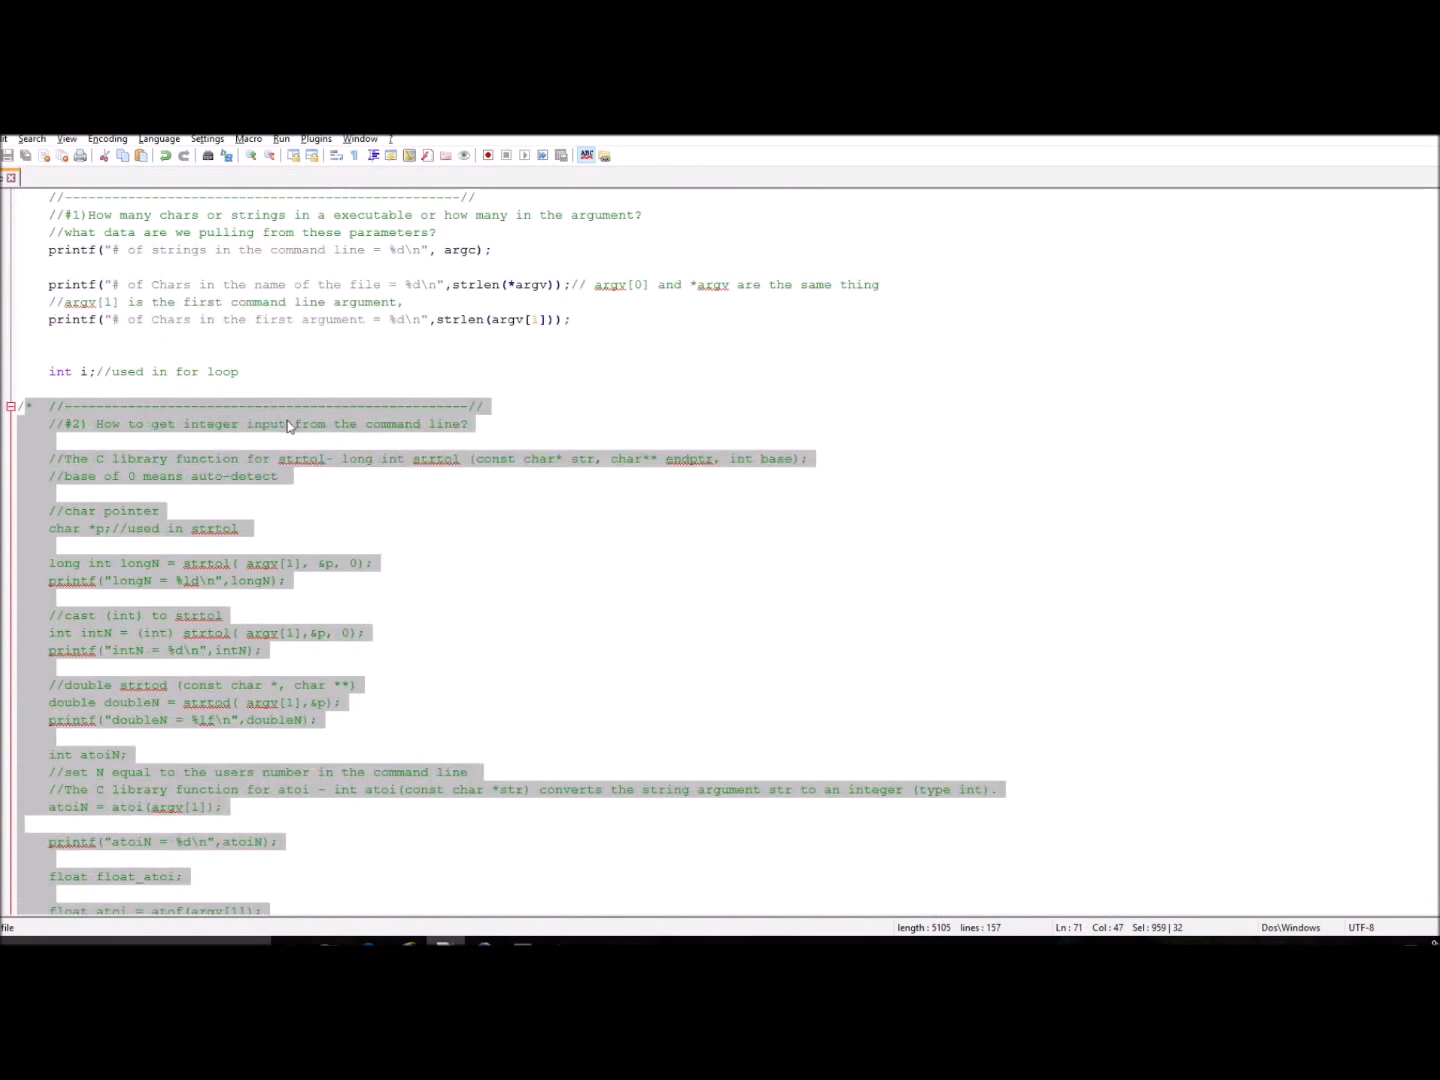 it Search View Encoding Language Settings Macro Run Plugins Window ?
//--------------------------------------------------//
//#1)How many chars or strings in a executable or how many in the argument?
//what data are we pulling from these parameters?
printf("# of strings in the command line = %d\n", argc);
printf("# of Chars in the name of the file = %d\n",strlen(*argv));// argv[0] and *argv are the same thing
//argv[1] is the first command line argument,
printf("# of Chars in the first argument = %d\n",strlen(argv[1]));
int i;//used in for loop
/* //---------------------------------------------------//
//#2) How to get integer input from the command line?
//The C library function for strtol- long int strtol (const char* str, char** endptr, int base);
//base of 0 means auto-detect
//char pointer
char *p;//used in strtol
long int longN = strtol( argv[1], &p, 0);
printf("longN = %ld\n",longN);
//cast (int) to strtol
int intN = (int) strtol( argv[1],&p, 0);
printf("intN = %d\n",intN);
//double strtod (const char *, char **)
double doubleN = strtod( argv[1],&p);
printf("doubleN = %lf\n",doubleN);
int atoiN;
//set N equal to the users number in the command line
//The C library function for atoi - int atoi(const char *str) converts the string argument str to an integer (type int).
atoiN = atoi(argv[1]);
printf("atoiN = %d\n",atoiN);
float float_atoi;
float_atoi = atof(argv[1]);
file length : 5105 lines : 157 Ln : 71 Col : 47 Sel : 959 | 32 Dos\Windows UTF-8